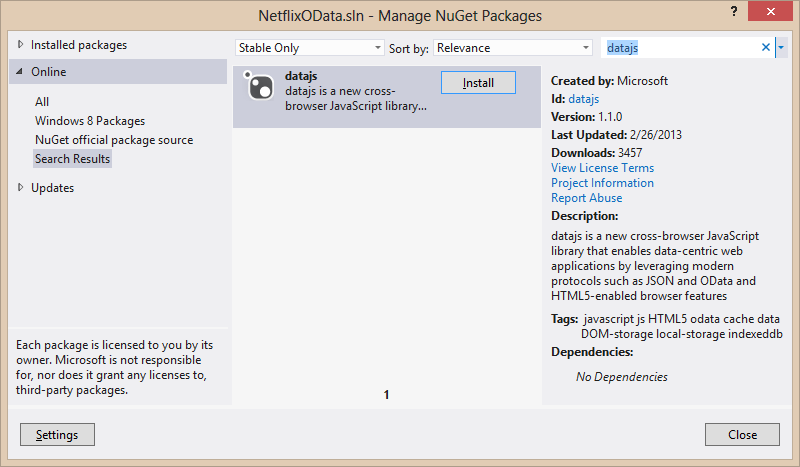 NetflixOData.sln - Manage NuGet Packages
?
Installed packages
Online
All
Windows 8 Packages
NuGet official package source
Search Results
Updates
Each package is licensed to you by its
owner. Microsoft is not responsible
for, nor does it grant any licenses to,
third-party packages.
Stable Only
Sort by: Relevance
datajs
datajs
datajs is a new cross-
browser JavaScript library...
Install
1
Created by: Microsoft
Id: datajs
Version: 1.1.0
Last Updated: 2/26/2013
Downloads: 3457
View License Terms
Project Information
Report Abuse
Description:
datajs is a new cross-browser JavaScript
library that enables data-centric web
applications by leveraging modern
protocols such as JSON and OData and
HTML5-enabled browser features
Tags: javascript js HTML5 odata cache data
DOM-storage local-storage indexeddb
Dependencies:
No Dependencies
Settings
Close